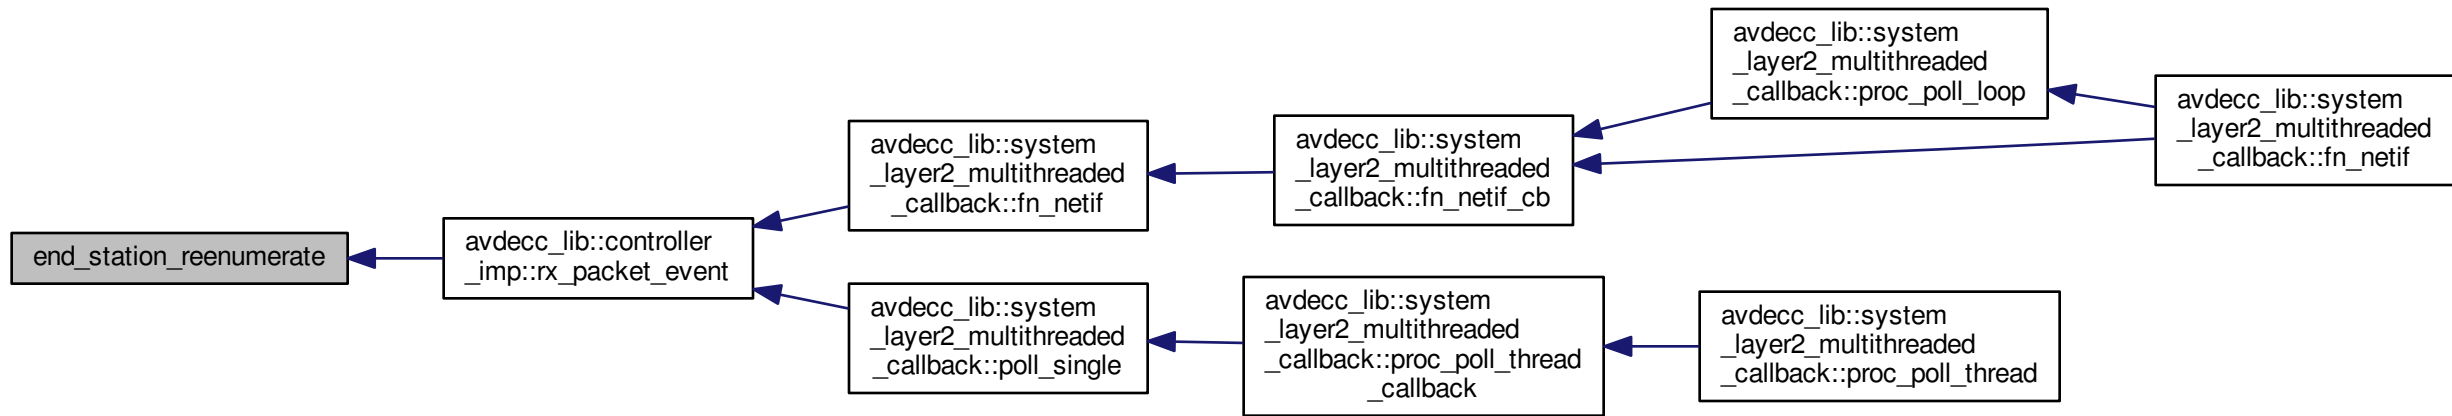 end_station_reenumerate
avdecc_lib::controller
_imp::rx_packet_event
avdecc_lib::system
_layer2_multithreaded
_callback::fn_netif
avdecc_lib::system
_layer2_multithreaded
_callback::fn_netif_cb
avdecc_lib::system
_layer2_multithreaded
_callback::proc_poll_loop
avdecc_lib::system
_layer2_multithreaded
_callback::fn_netif
avdecc_lib::system
_layer2_multithreaded
_callback::poll_single
avdecc_lib::system
_layer2_multithreaded
_callback::proc_poll_thread
_callback
avdecc_lib::system
_layer2_multithreaded
_callback::proc_poll_thread